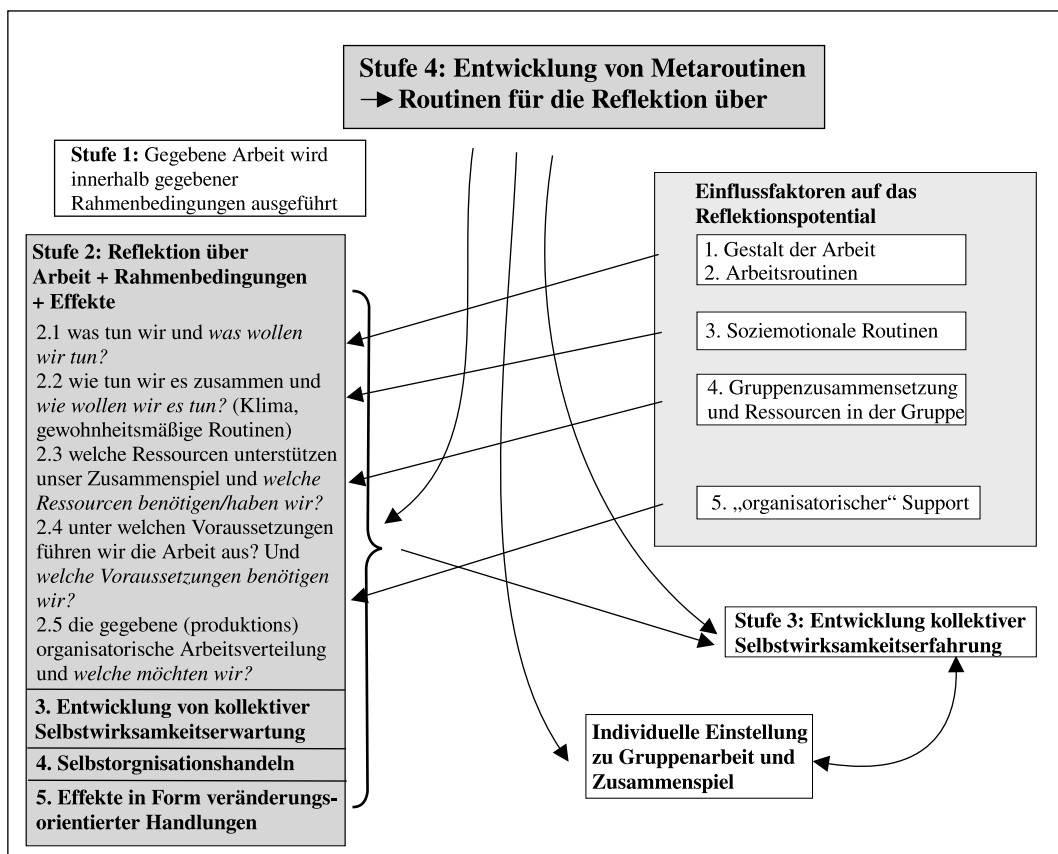 Stufe 4: Entwicklung von Metaroutinen
→ Routinen für die Reflektion über
Stufe 1: Gegebene Arbeit wird
innerhalb gegebener
Rahmenbedingungen ausgeführt
Stufe 2: Reflektion über
Arbeit + Rahmenbedingungen
+ Effekte
2.1 was tun wir und was wollen
wir tun?
2.2 wie tun wir es zusammen und
wie wollen wir es tun? (Klima,
gewohnheitsmäßige Routinen)
2.3 welche Ressourcen unterstützen
unser Zusammenspiel und welche
Ressourcen benötigen/haben wir?
2.4 unter welchen Voraussetzungen
führen wir die Arbeit aus? Und
welche Voraussetzungen benötigen
wir?
2.5 die gegebene (produktions)
organisatorische Arbeitsverteilung
und welche möchten wir?
3. Entwicklung von kollektiver
Selbstwirksamkeitserwartung
4. Selbstorgnisationshandeln
5. Effekte in Form veränderungs-
orientierter Handlungen
Einflussfaktoren auf das
Reflektionspotential
1. Gestalt der Arbeit
2. Arbeitsroutinen
3. Soziemotionale Routinen
4. Gruppenzusammensetzung
und Ressourcen in der Gruppe
5. „organisatorischer“ Support
Stufe 3: Entwicklung kollektiver
Selbstwirksamkeitserfahrung
Individuelle Einstellung
zu Gruppenarbeit und
Zusammenspiel